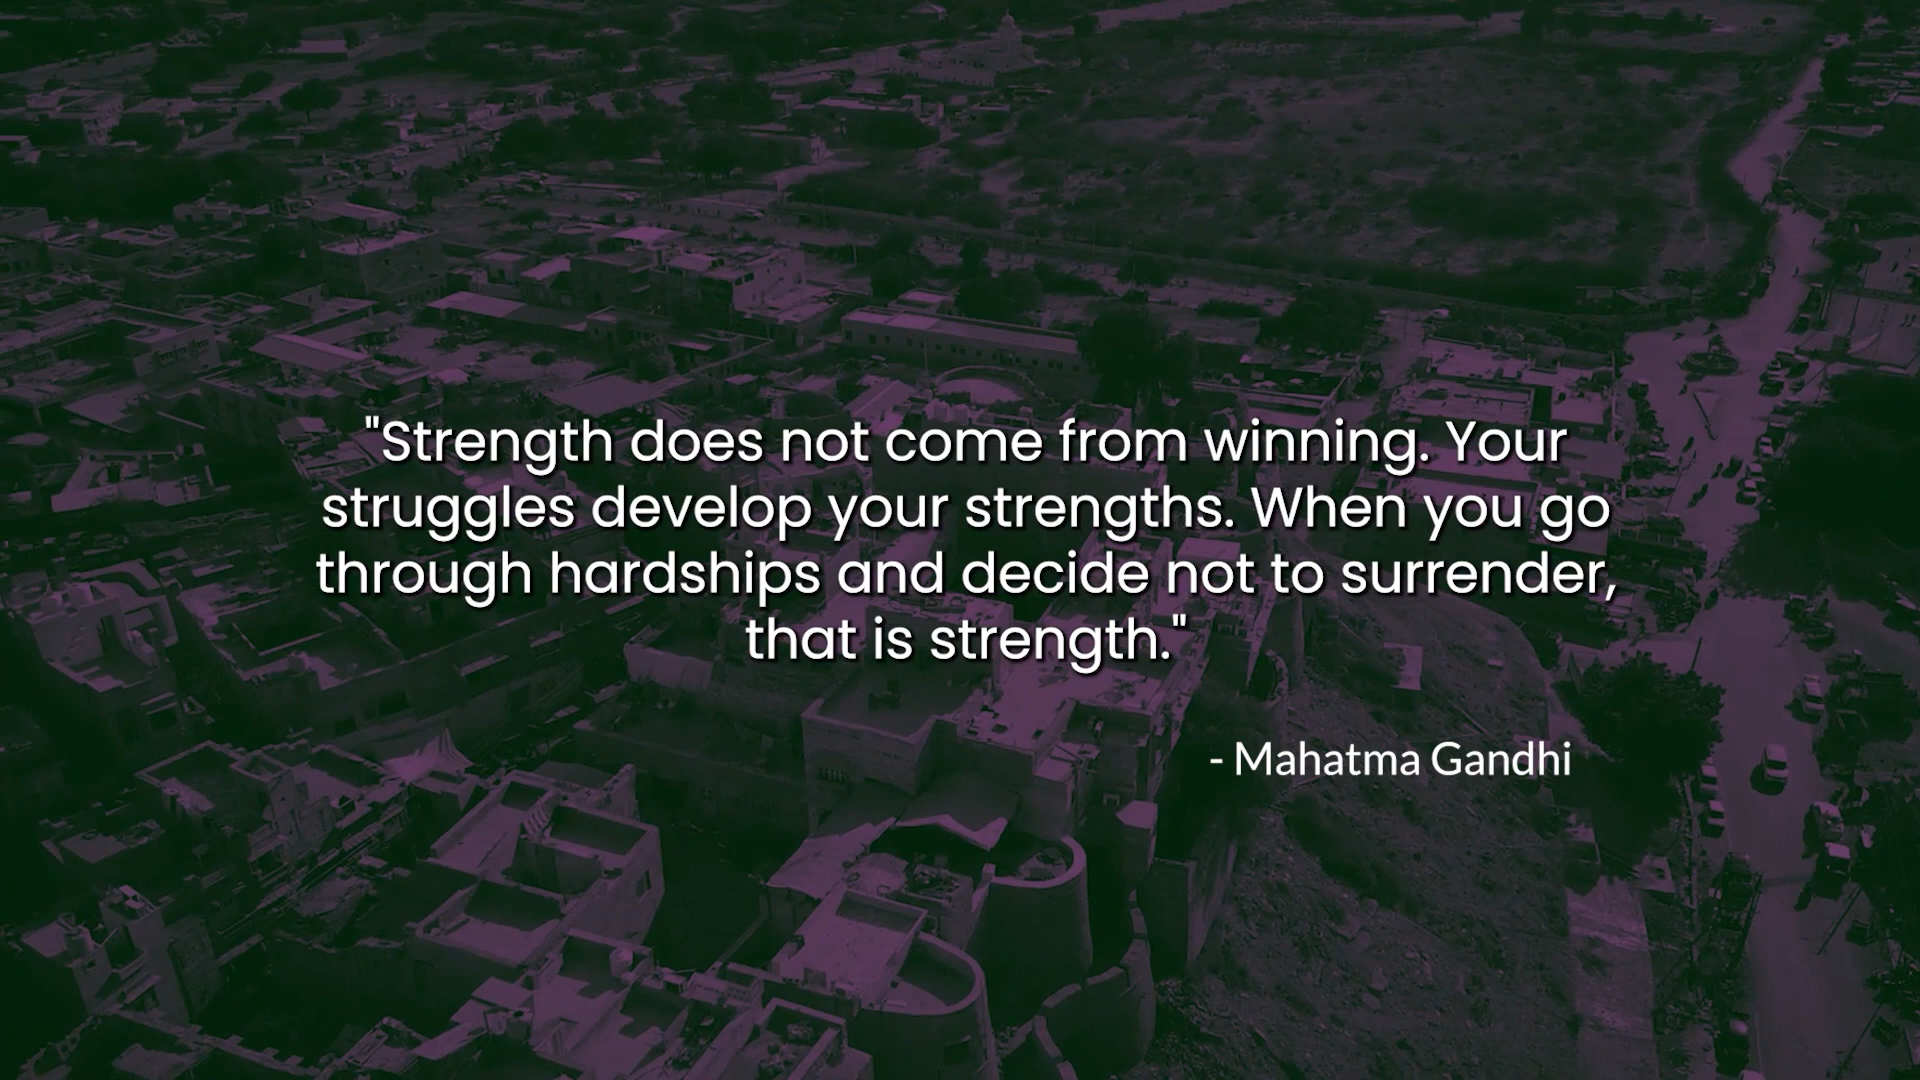 "Strength does not come from winning. Your
struggles develop your strengths. When you go
through hardships and decide not to surrender,
that is strength."
- Mahatma Gandhi